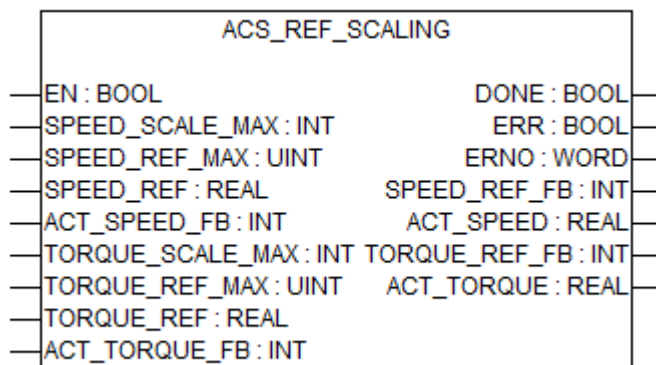 ACS_REF_SCALING
EN : BOOL DONE : BOOL
SPEED_SCALE_MAX : INT ERR : BOOL
SPEED_REF_MAX : UINT ERNO : WORD
SPEED_REF : REAL SPEED_REF_FB : INT
ACT_SPEED_FB : INT ACT_SPEED : REAL
TORQUE_SCALE_MAX : INT TORQUE_REF_FB : INT
TORQUE_REF_MAX : UINT ACT_TORQUE : REAL
TORQUE_REF : REAL
ACT_TORQUE_FB : INT